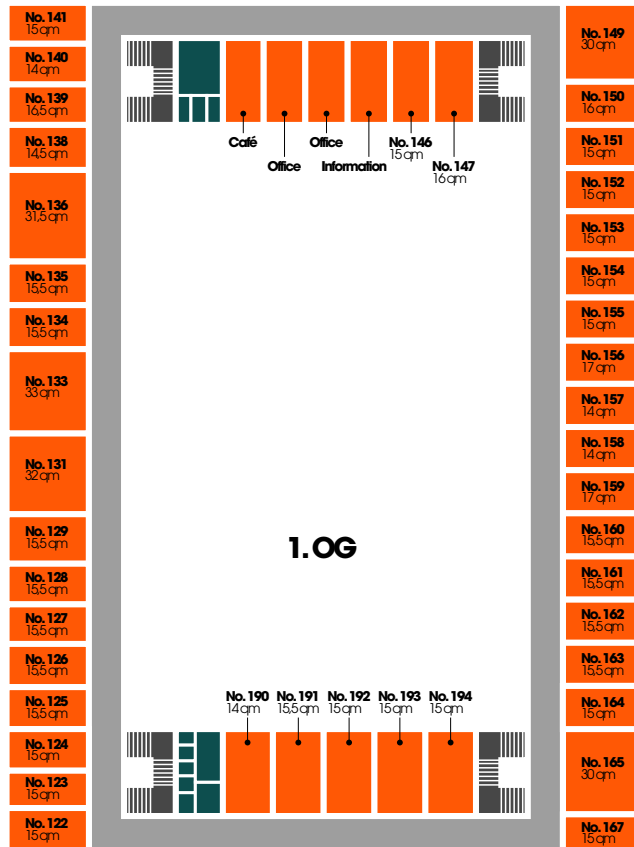 No. 141
15 qm
No. 140
14 qm
No. 139
16,5 qm
No. 138
14,5 qm
No. 136
31,5 qm
No. 135
15,5 qm
No. 134
15,5 qm
No. 133
33 qm
No. 131
32 qm
No. 129
15,5 qm
No. 128
15,5 qm
No. 127
15,5 qm
No. 126
15,5 qm
No. 125
15,5 qm
No. 124
15 qm
No. 123
15 qm
No. 122
15 qm
Café
Office
Office
Information
No. 146
15 qm
No. 147
16 qm
1. OG
No. 190
14 qm
No. 191
15,5 qm
No. 192
15 qm
No. 193
15 qm
No. 194
15 qm
No. 149
30 qm
No. 150
16 qm
No. 151
15 qm
No. 152
15 qm
No. 153
15 qm
No. 154
15 qm
No. 155
15 qm
No. 156
17 qm
No. 157
14 qm
No. 158
14 qm
No. 159
17 qm
No. 160
15,5 qm
No. 161
15,5 qm
No. 162
15,5 qm
No. 163
15,5 qm
No. 164
15 qm
No. 165
30 qm
No. 167
15 qm